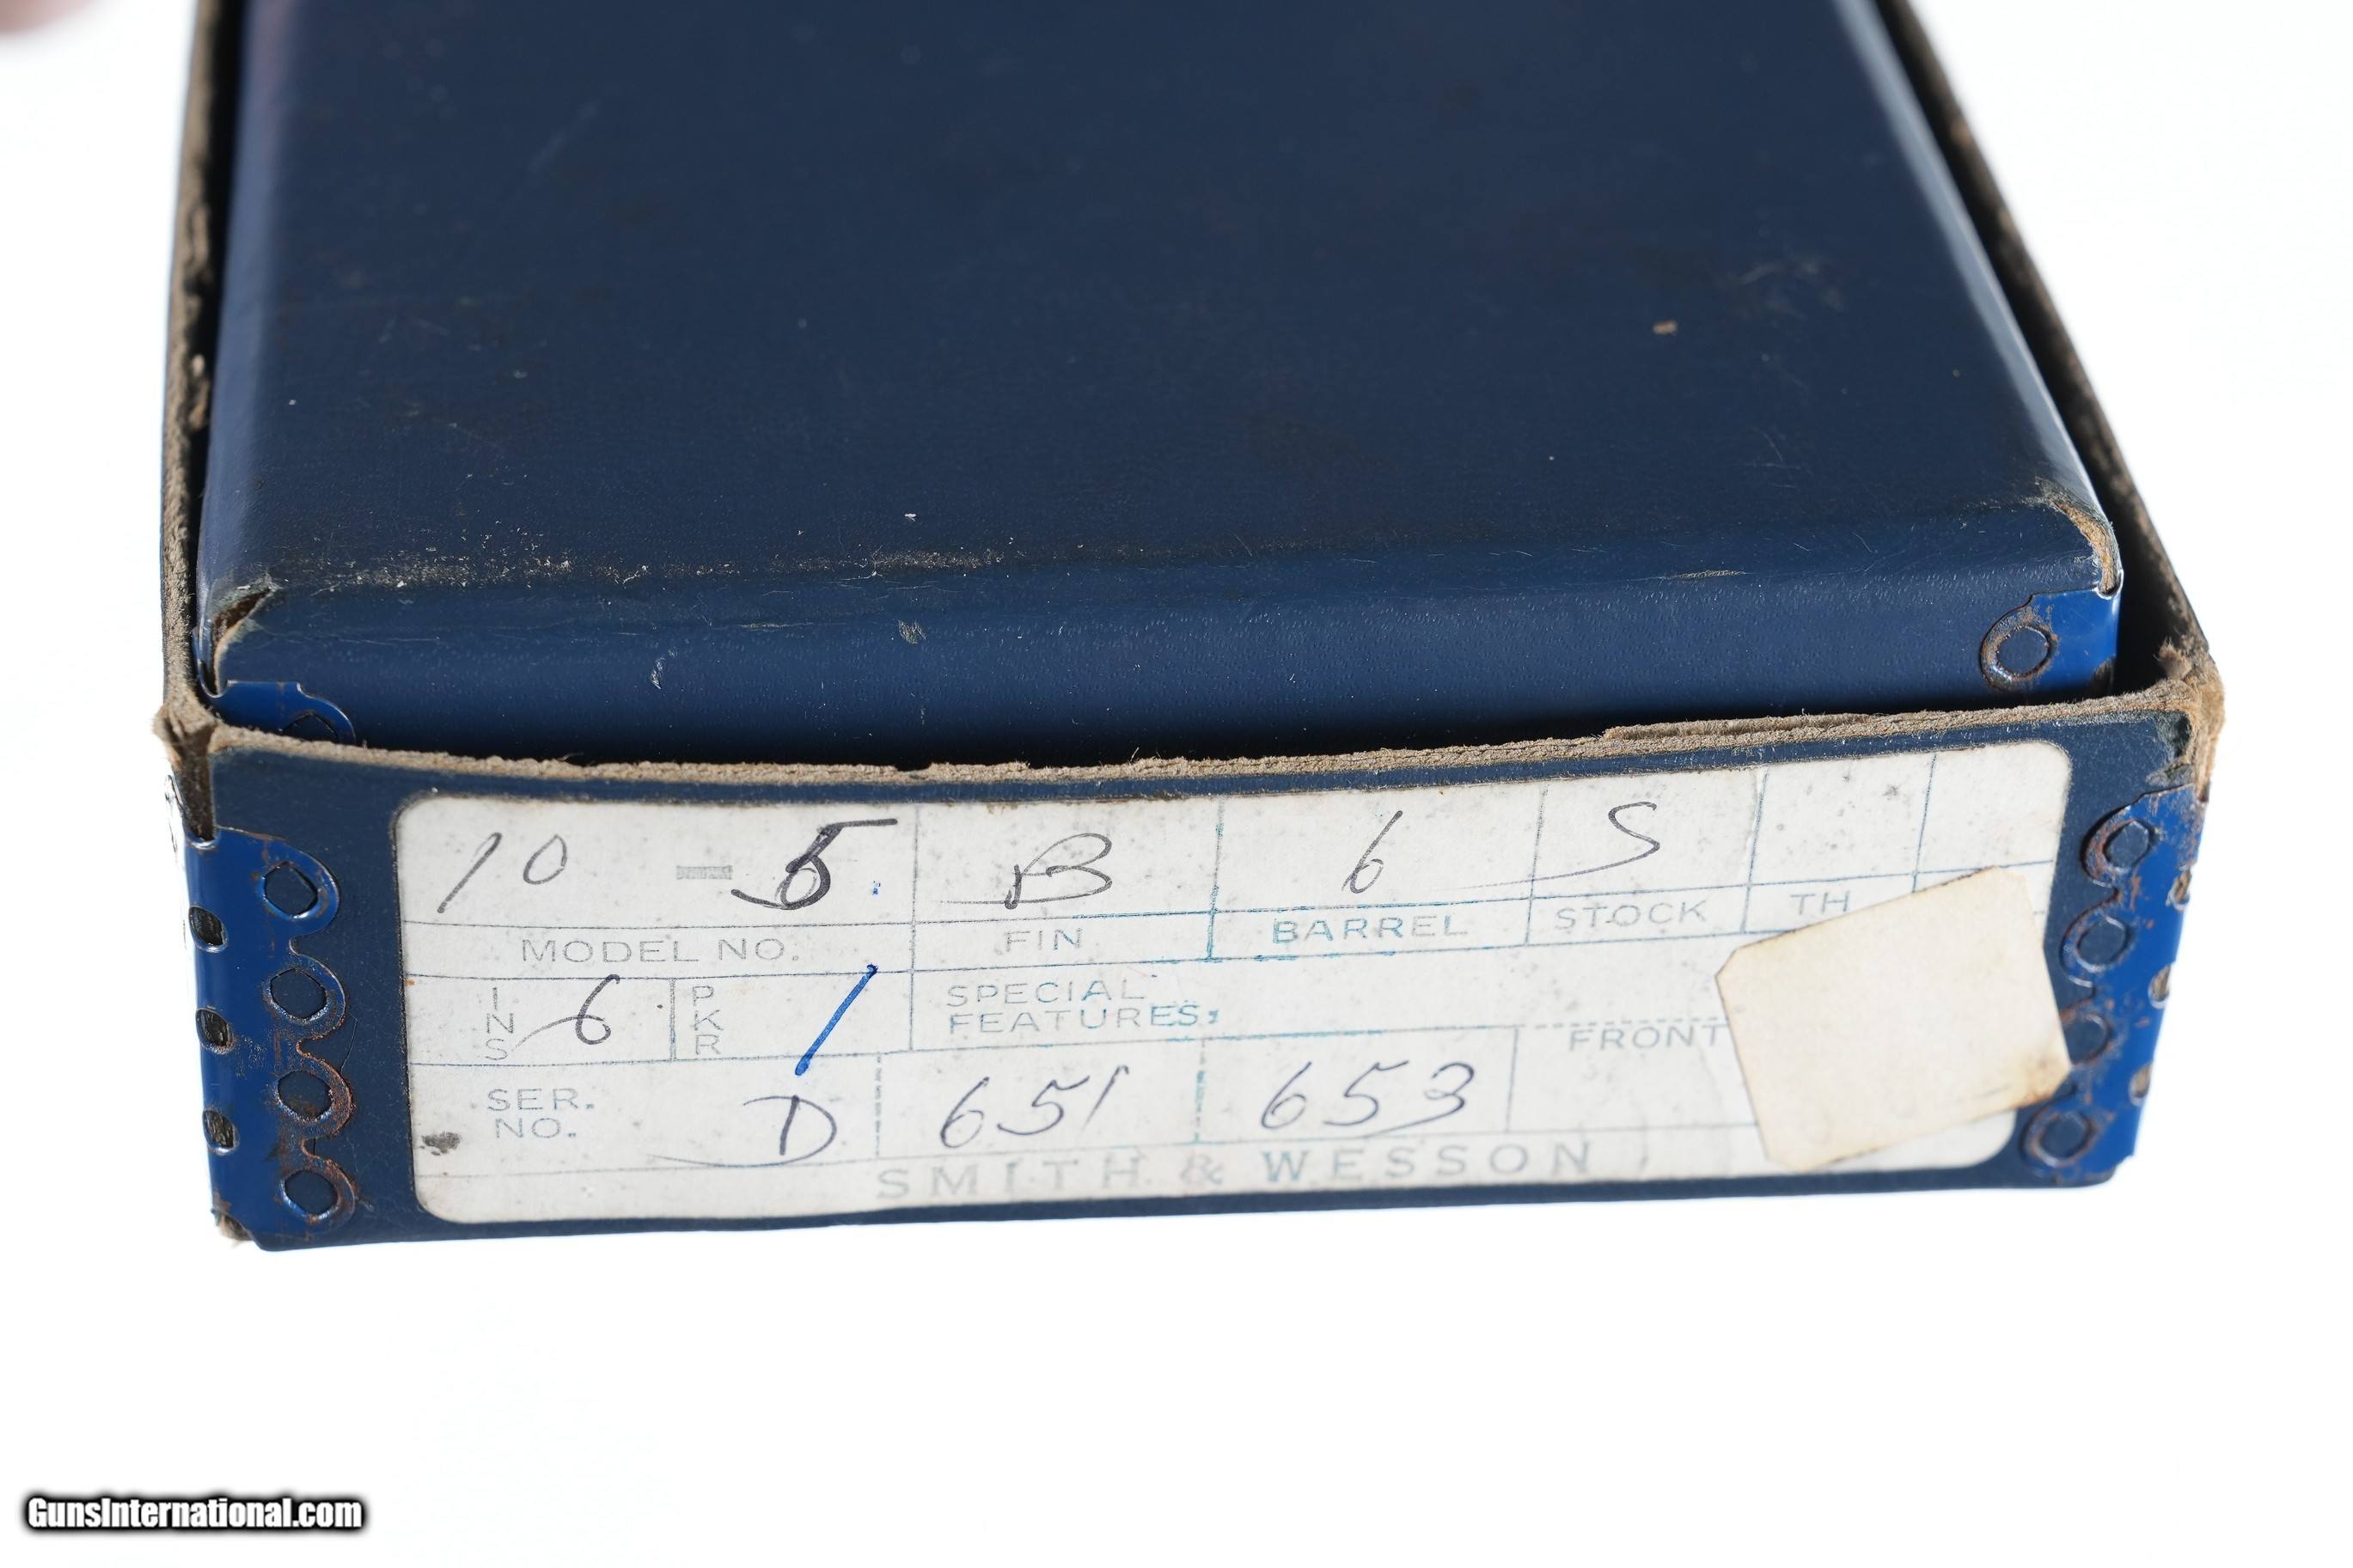 10 - 5 B 6 S
MODEL NO. FIN BARREL STOCK TH
INS 6 PKR / SPECIAL
FEATURES,
FRONT
SER.
NO. D 651 653
SMITH & WESSON
GunsInternational.com